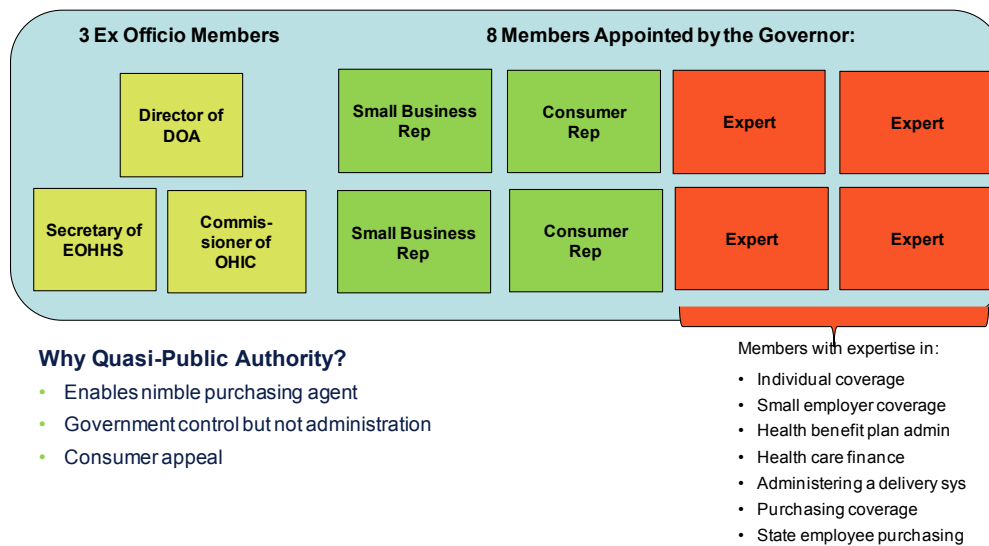 3 Ex Officio Members
8 Members Appointed by the Governor:
Director of
DOA
Secretary of
EOHHS
Commis-
sioner of
OHIC
Small Business
Rep
Consumer
Rep
Expert
Expert
Small Business
Rep
Consumer
Rep
Expert
Expert
Why Quasi-Public Authority?
• Enables nimble purchasing agent
• Government control but not administration
• Consumer appeal
Members with expertise in:
• Individual coverage
• Small employer coverage
• Health benefit plan admin
• Health care finance
• Administering a delivery sys
• Purchasing coverage
• State employee purchasing